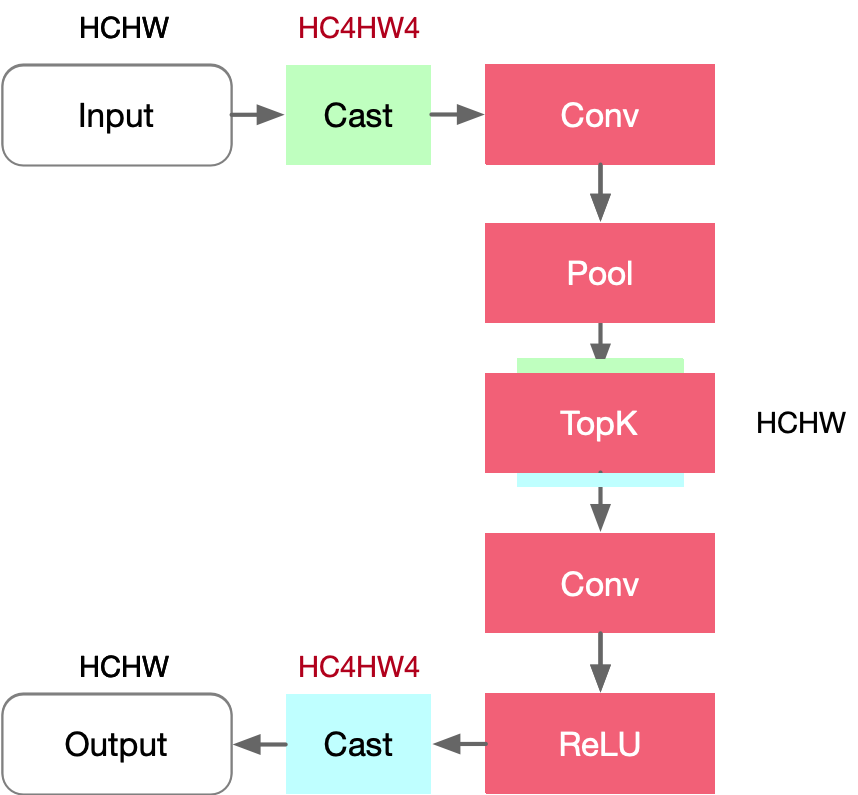 HCHW
HC4HW4
Input
Cast
Conv
Pool
TopK
HCHW
Conv
HCHW
HC4HW4
Output
Cast
ReLU